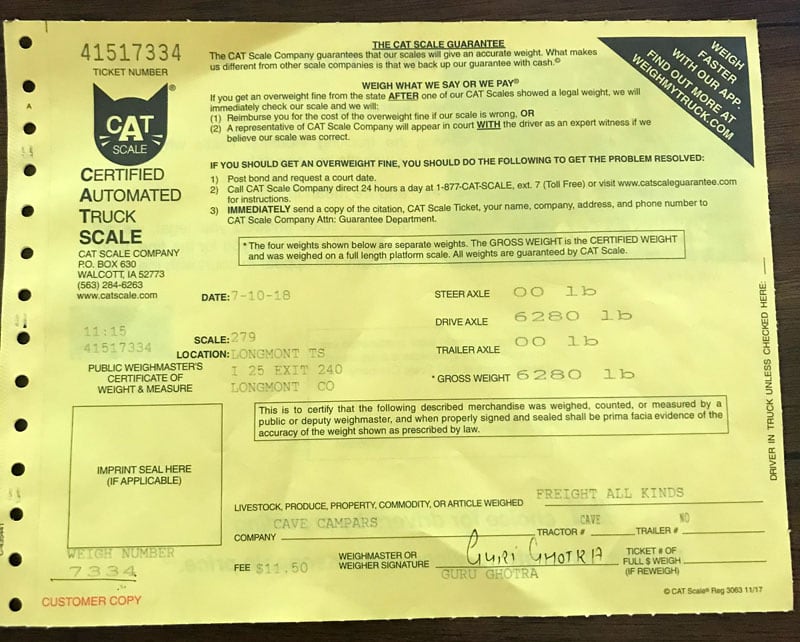 41517334
TICKET NUMBER
CAT
SCALE
®
CERTIFIED
AUTOMATED
TRUCK
SCALE
CAT SCALE COMPANY
P.O. BOX 630
WALCOTT, IA 52773
(563) 284-6263
www.catscale.com
THE CAT SCALE GUARANTEE
The CAT Scale Company guarantees that our scales will give an accurate weight. What makes
us different from other scale companies is that we back up our guarantee with cash.©
WEIGH WHAT WE SAY OR WE PAY®
If you get an overweight fine from the state AFTER one of our CAT Scales showed a legal weight, we will
immediately check our scale and we will:
(1) Reimburse you for the cost of the overweight fine if our scale is wrong, OR
(2) A representative of CAT Scale Company will appear in court WITH the driver as an expert witness if we
believe our scale was correct.
WEIGH
FASTER
WITH OUR APP.
FIND OUT MORE AT
WEIGHMYTRUCK.COM
IF YOU SHOULD GET AN OVERWEIGHT FINE, YOU SHOULD DO THE FOLLOWING TO GET THE PROBLEM RESOLVED:
1) Post bond and request a court date.
2) Call CAT Scale Company direct 24 hours a day at 1-877-CAT-SCALE, ext. 7 (Toll Free) or visit www.catscaleguarantee.com
for instructions.
3) IMMEDIATELY send a copy of the citation, CAT Scale Ticket, your name, company, address, and phone number to
CAT Scale Company Attn: Guarantee Department.
* The four weights shown below are separate weights. The GROSS WEIGHT is the CERTIFIED WEIGHT
and was weighed on a full length platform scale. All weights are guaranteed by CAT Scale.
DATE: 7-10-18
STEER AXLE 00 lb
DRIVE AXLE 6280 lb
TRAILER AXLE 00 lb
* GROSS WEIGHT 6280 lb
11:15
41517334
SCALE: 279
LOCATION: LONGMONT TS
I 25 EXIT 240
LONGMONT CO
PUBLIC WEIGHMASTER'S
CERTIFICATE OF
WEIGHT & MEASURE
This is to certify that the following described merchandise was weighed, counted, or measured by a
public or deputy weighmaster, and when properly signed and sealed shall be prima facia evidence of the
accuracy of the weight shown as prescribed by law.
IMPRINT SEAL HERE
(IF APPLICABLE)
DRIVER IN TRUCK UNLESS CHECKED HERE:
LIVESTOCK, PRODUCE, PROPERTY, COMMODITY, OR ARTICLE WEIGHED FREIGHT ALL KINDS
COMPANY CAVE CAMPARS TRACTOR # CAVE TRAILER # NO
WEIGH NUMBER
7334
FEE $11.50
WEIGHMASTER OR
WEIGHER SIGNATURE GURI GHOTRA
GURU GHOTRA
TICKET # OF
FULL $ WEIGH
(IF REWEIGH)
CUSTOMER COPY
© CAT Scale® Reg 3063 11/17